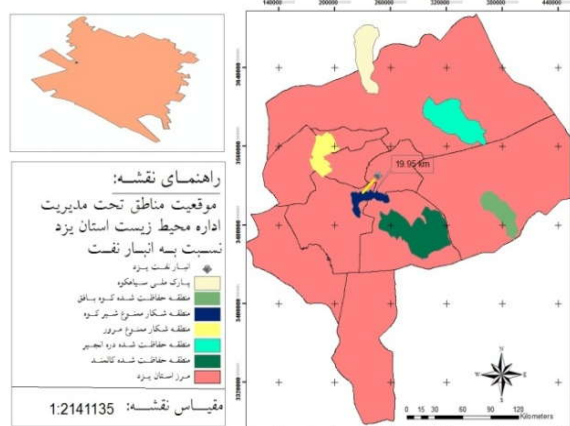 راهنمای نقشه:
موقعیت مناطق تحت مدیریت
اداره محیط زیست استان یزد
نسبت به انبار نفت
انبار نفت یزد
پارک ملی سیاهکوه
منطقه حفاظت شده کوه بافق
منطقه شکار ممنوع شیر کوه
منطقه شکار ممنوع مرور
منطقه حفاظت شده دره انجیر
منطقه حفاظت شده کالمند
مرز استان یزد
مقیاس نقشه: 1:2141135
140000 200000 260000 320000 380000 440000
19.95 km
N
W E
S
0 15 30 60 90 120
Kilometers